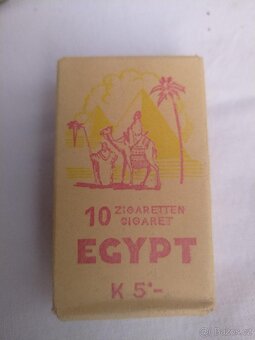 10 ZIGARETTEN
CIGARET
EGYPT
K 5·-